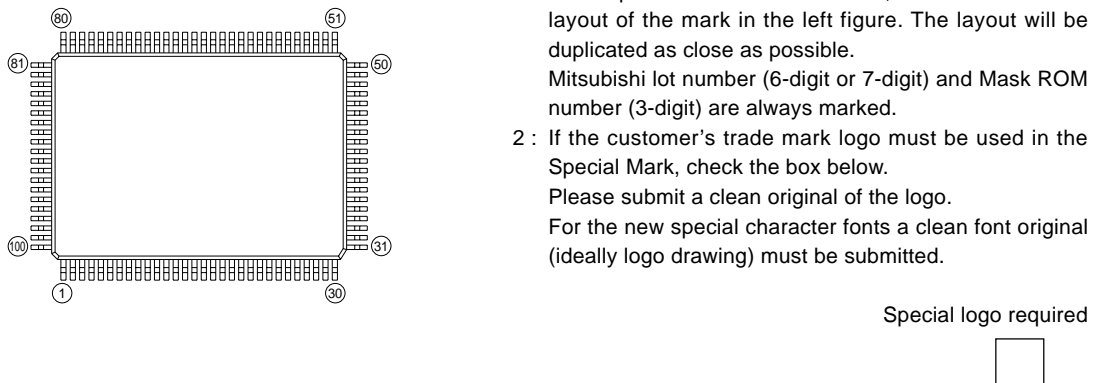 80 51
81 50
100 31
1 30
layout of the mark in the left figure. The layout will be
duplicated as close as possible.
Mitsubishi lot number (6-digit or 7-digit) and Mask ROM
number (3-digit) are always marked.
2 : If the customer's trade mark logo must be used in the
Special Mark, check the box below.
Please submit a clean original of the logo.
For the new special character fonts a clean font original
(ideally logo drawing) must be submitted.
Special logo required